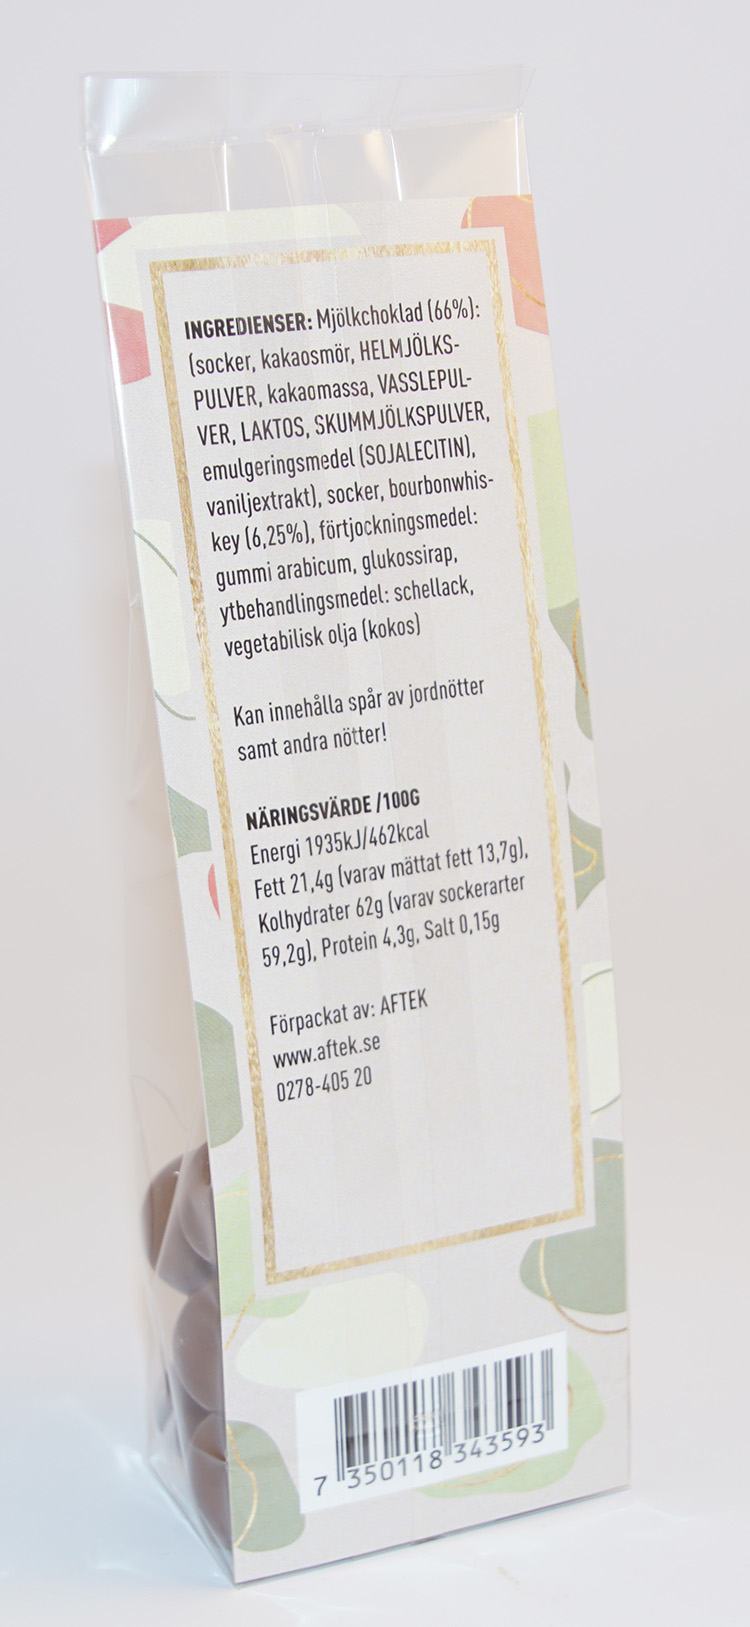 INGREDIENSER: Mjölkchoklad (66%):
(socker, kakaosmör, HELMJÖLKS-
PULVER, kakaomassa, VASSLEPUL-
VER, LAKTOS, SKUMMJÖLKSPULVER,
emulgeringsmedel (SOJALECITIN),
vaniljextrakt), socker, bourbonwhis-
key (6,25%), förtjockningsmedel:
gummi arabicum, glukossirap,
ytbehandlingsmedel: schellack,
vegetabilisk olja (kokos)
Kan innehålla spår av jordnötter
samt andra nötter!
NÄRINGSVÄRDE /100G
Energi 1935kJ/462kcal
Fett 21,4g (varav mättat fett 13,7g),
Kolhydrater 62g (varav sockerarter
59,2g), Protein 4,3g, Salt 0,15g
Förpackat av: AFTEK
www.aftek.se
0278-405 20
7 350118 343593